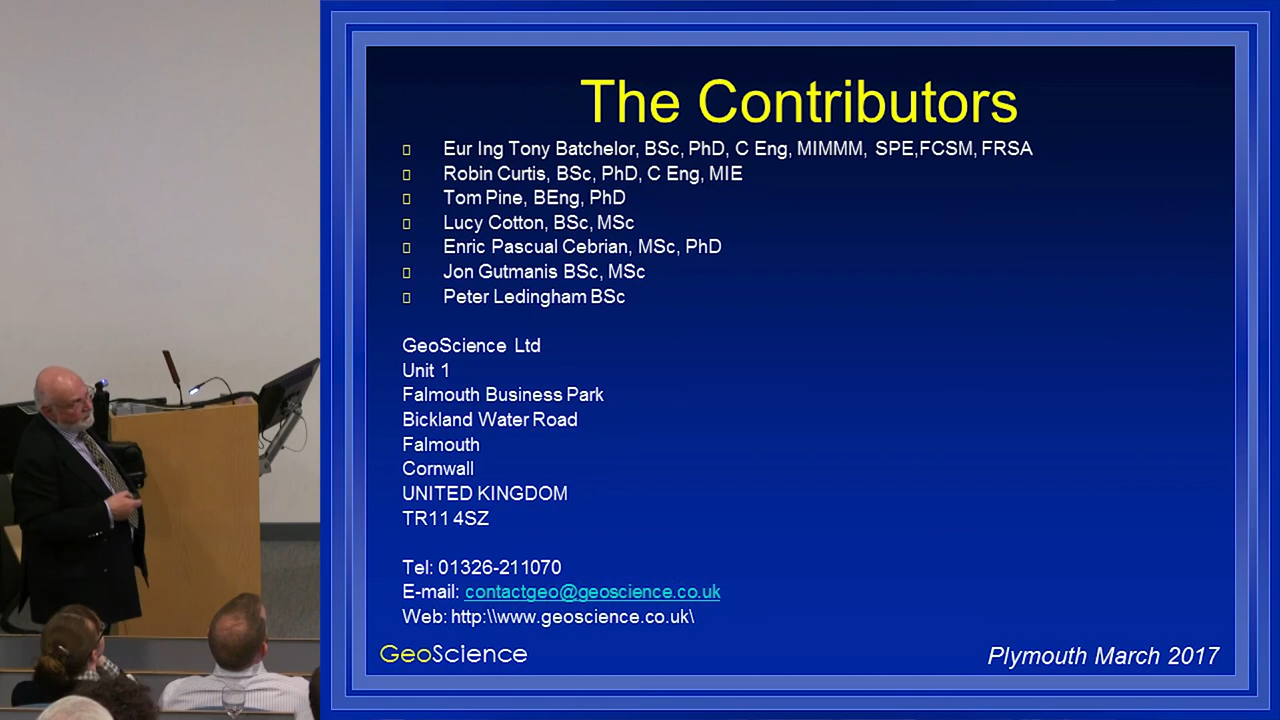 The Contributors
Eur Ing Tony Batchelor, BSc, PhD, C Eng, MIMMM, SPE,FCSM, FRSA
Robin Curtis, BSc, PhD, C Eng, MIE
Tom Pine, BEng, PhD
Lucy Cotton, BSc, MSc
Enric Pascual Cebrian, MSc, PhD
Jon Gutmanis BSc, MSc
Peter Ledingham BSc
GeoScience Ltd
Unit 1
Falmouth Business Park
Bickland Water Road
Falmouth
Cornwall
UNITED KINGDOM
TR11 4SZ
Tel: 01326-211070
E-mail: contactgeo@geoscience.co.uk
Web: http:\\www.geoscience.co.uk\
GeoScience
Plymouth March 2017